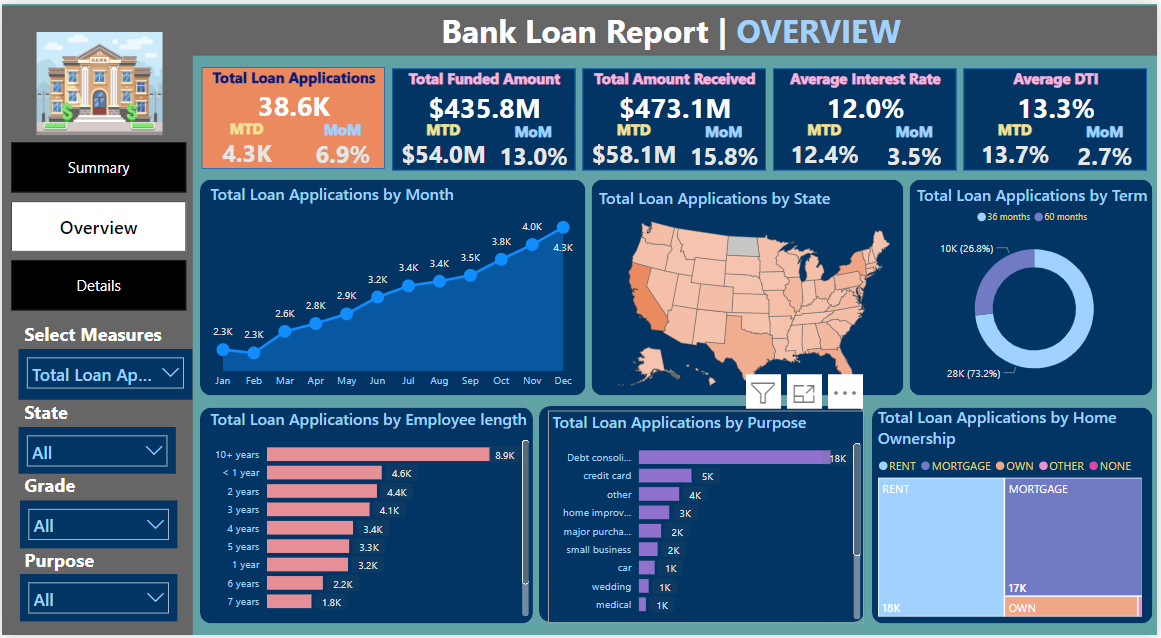 Bank Loan Report | OVERVIEW
BANK
$ $
Summary
Overview
Details
Select Measures
Total Loan Ap...
State
All
Grade
All
Purpose
All
Total Loan Applications
38.6K
MTD MoM
4.3K 6.9%
Total Funded Amount
$435.8M
MTD MoM
$54.0M 13.0%
Total Amount Received
$473.1M
MTD MoM
$58.1M 15.8%
Average Interest Rate
12.0%
MTD MoM
12.4% 3.5%
Average DTI
13.3%
MTD MoM
13.7% 2.7%
Total Loan Applications by Month
2.3K 2.3K 2.6K 2.8K 2.9K 3.2K 3.4K 3.4K 3.5K 3.8K 4.0K 4.3K
Jan Feb Mar Apr May Jun Jul Aug Sep Oct Nov Dec
Total Loan Applications by State
Total Loan Applications by Term
36 months 60 months
10K (26.8%)
28K (73.2%)
Total Loan Applications by Employee length
10+ years 8.9K
< 1 year 4.6K
2 years 4.4K
3 years 4.1K
4 years 3.4K
5 years 3.3K
1 year 3.2K
6 years 2.2K
7 years 1.8K
Total Loan Applications by Purpose
Debt consoli... 18K
credit card 5K
other 4K
home improv... 3K
major purcha... 2K
small business 2K
car 1K
wedding 1K
medical 1K
Total Loan Applications by Home
Ownership
RENT MORTGAGE OWN OTHER NONE
RENT
18K
MORTGAGE
17K
OWN